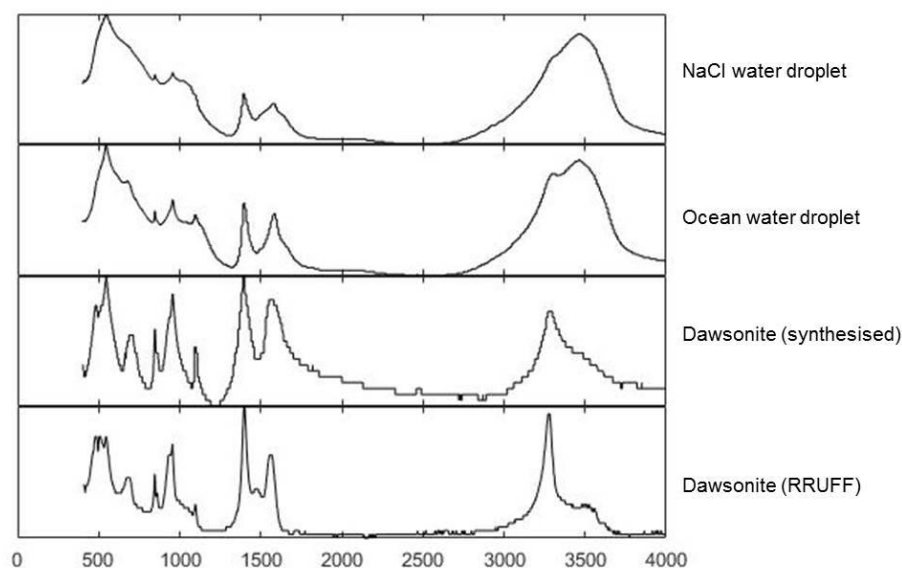 NaCl water droplet
Ocean water droplet
Dawsonite (synthesised)
Dawsonite (RRUFF)
0 500 1000 1500 2000 2500 3000 3500 4000